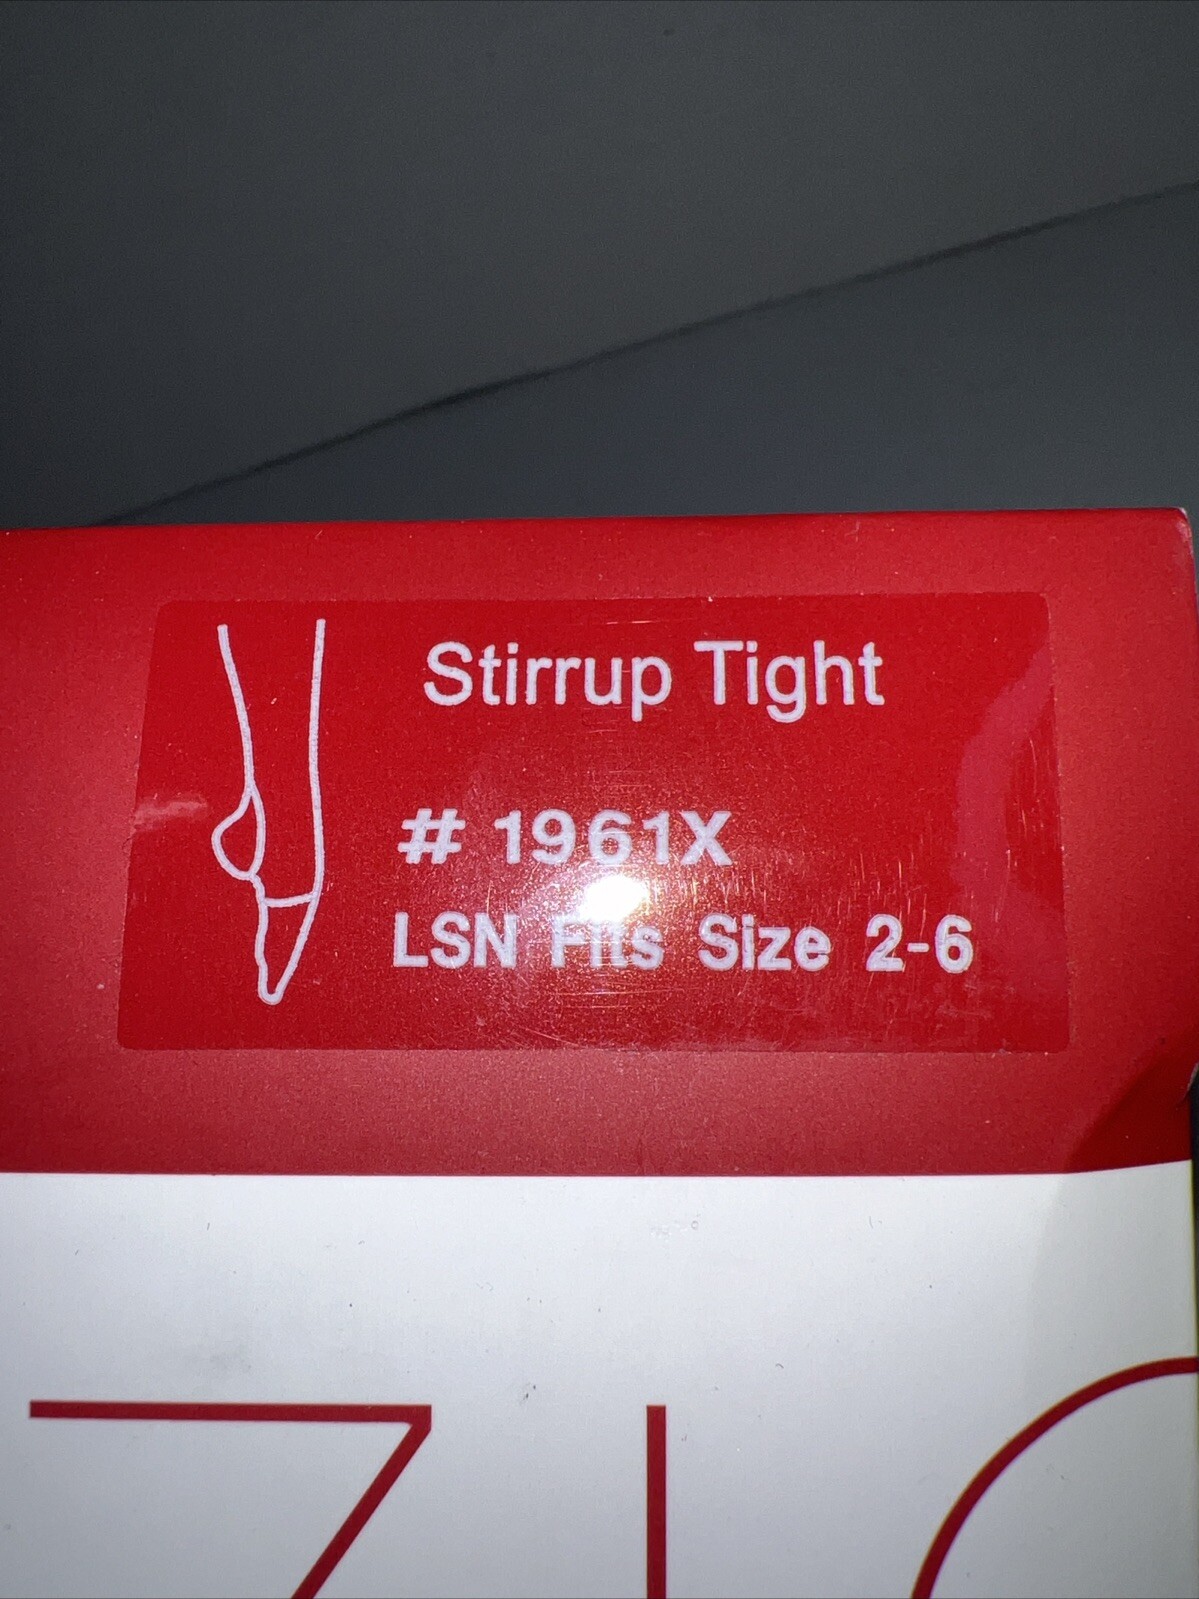 Stirrup Tight
# 1961X
LSN Fits Size 2-6